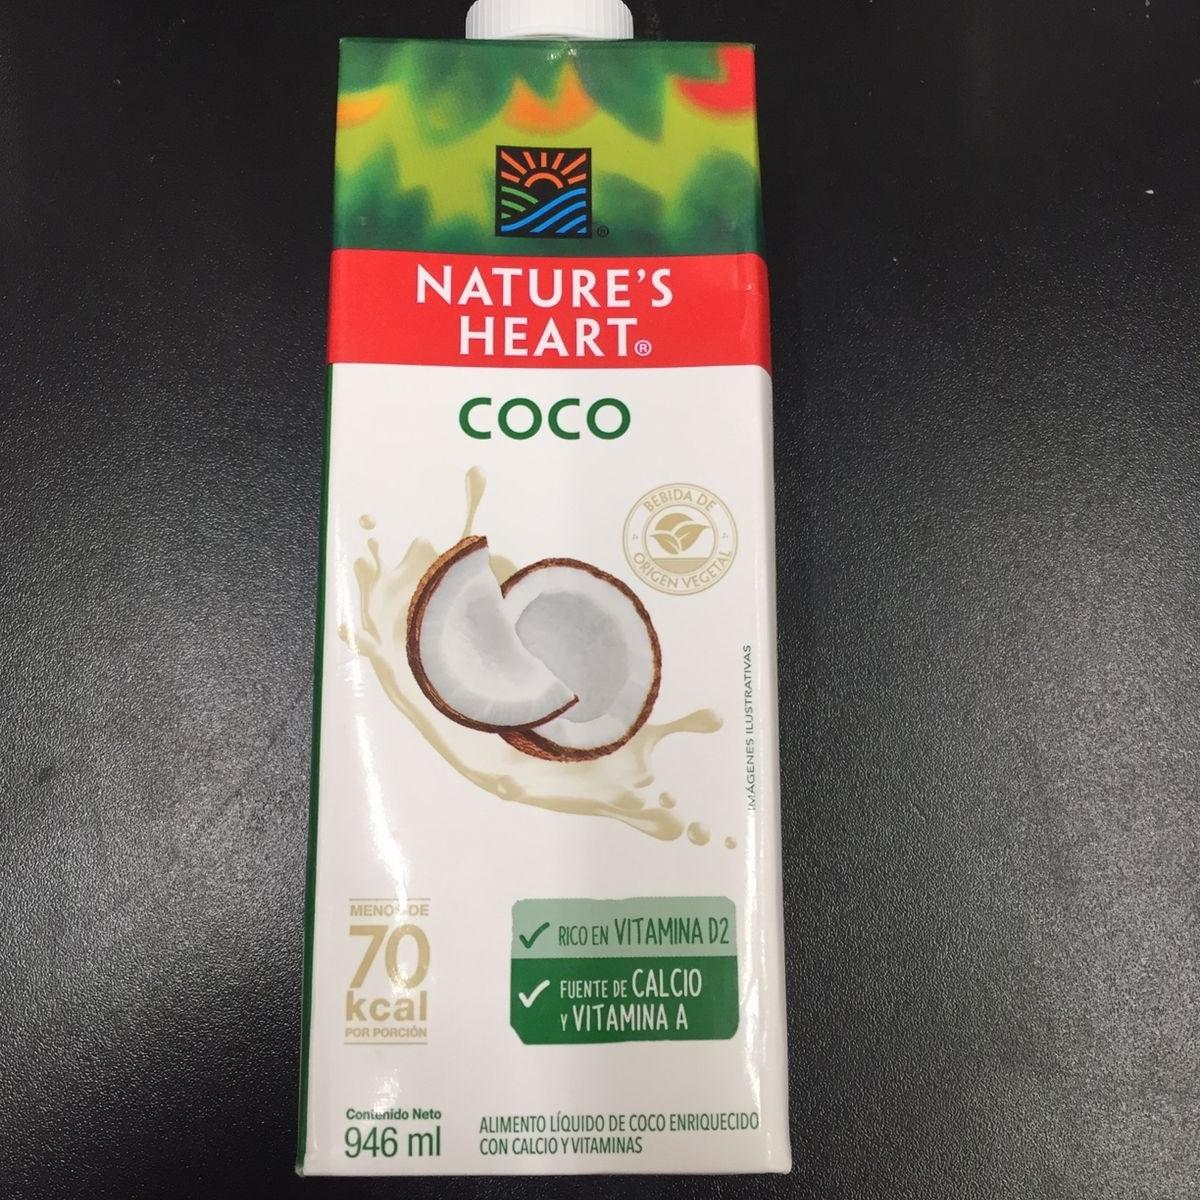 ®
NATURE'S
HEART®
COCO
BEBIDA DE
ORIGEN VEGETAL
IMÁGENES ILUSTRATIVAS
MENOS DE
70
kcal
POR PORCIÓN
RICO EN VITAMINA D2
FUENTE DE CALCIO
Y VITAMINA A
Contenido Neto
946 ml
ALIMENTO LÍQUIDO DE COCO ENRIQUECIDO
CON CALCIO Y VITAMINAS